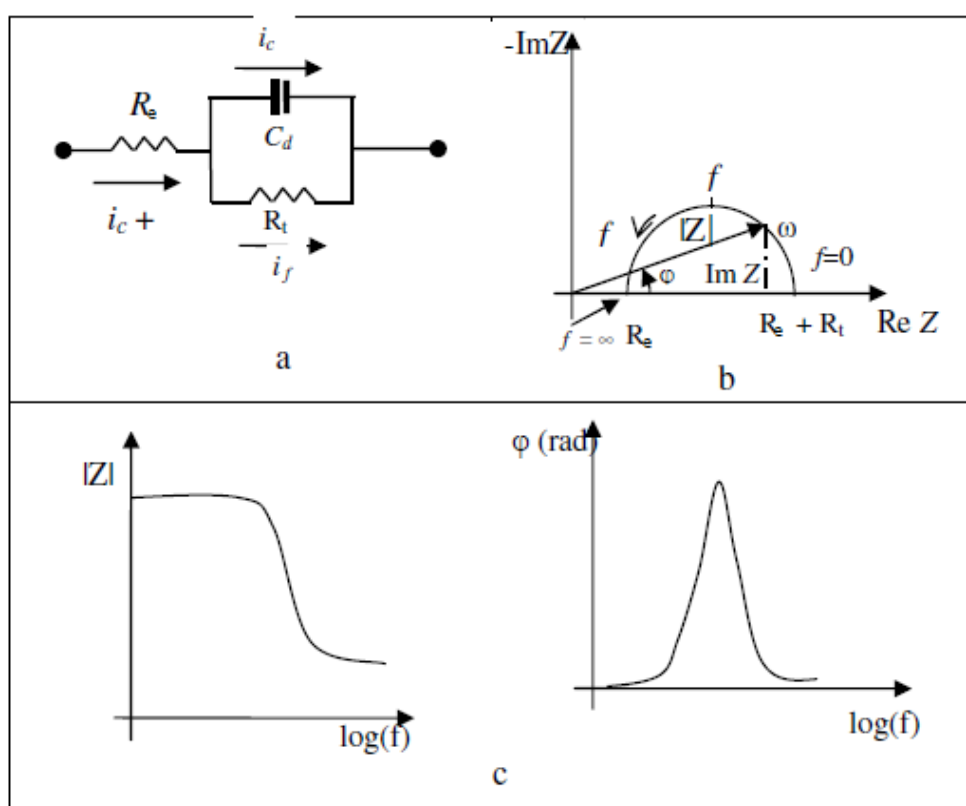 i_c
R_e
C_d
i_c +
R_t
i_f
a
-ImZ
f
f
|Z|
ω
φ
Im Z
f=0
f = ∞
R_e
R_e + R_t
Re Z
b
|Z|
log(f)
φ (rad)
log(f)
c